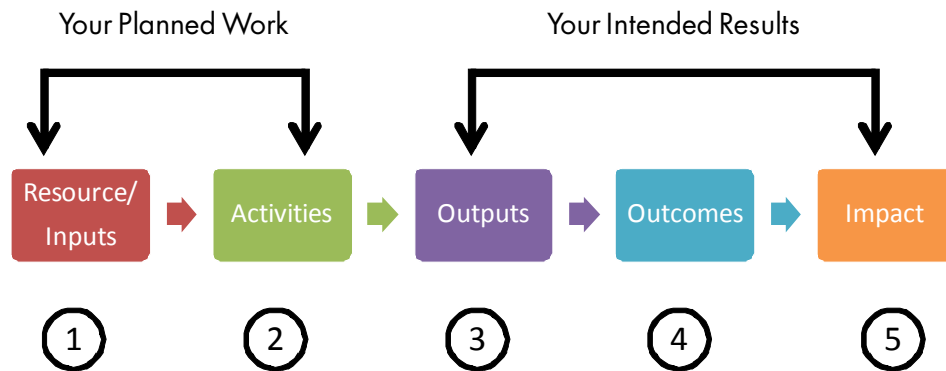 Your Planned Work
Your Intended Results
Resource/
Inputs
Activities
Outputs
Outcomes
Impact
1
2
3
4
5